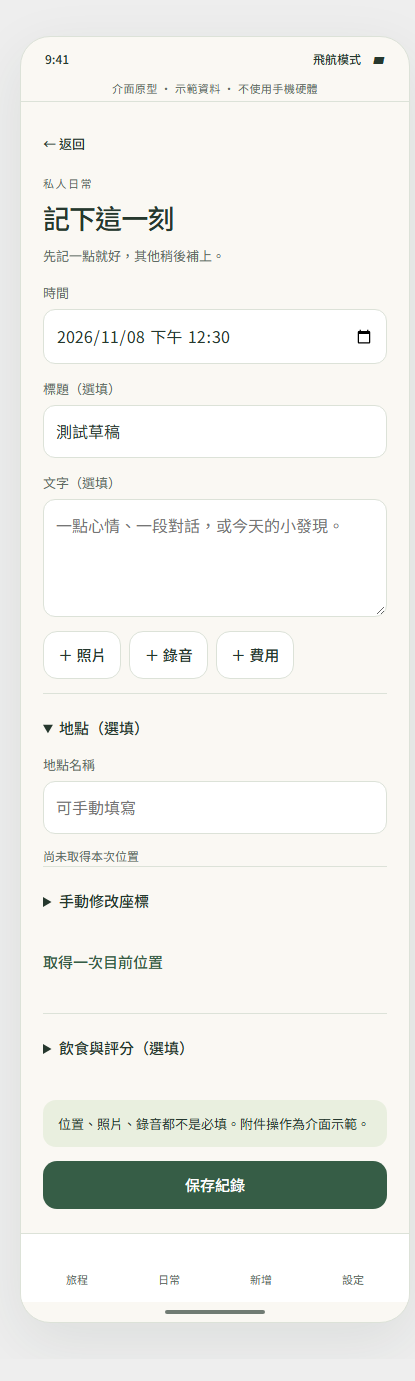 9:41 飛航模式
介面原型 · 示範資料 · 不使用手機硬體
← 返回
私人日常
記下這一刻
先記一點就好，其他稍後補上。
時間
2026/11/08 下午 12:30
標題（選填）
測試草稿
文字（選填）
一點心情、一段對話，或今天的小發現。
＋ 照片 ＋ 錄音 ＋ 費用
▼ 地點（選填）
地點名稱
可手動填寫
尚未取得本次位置
▶ 手動修改座標
取得一次目前位置
▶ 飲食與評分（選填）
位置、照片、錄音都不是必填。附件操作為介面示範。
保存紀錄
旅程 日常 新增 設定